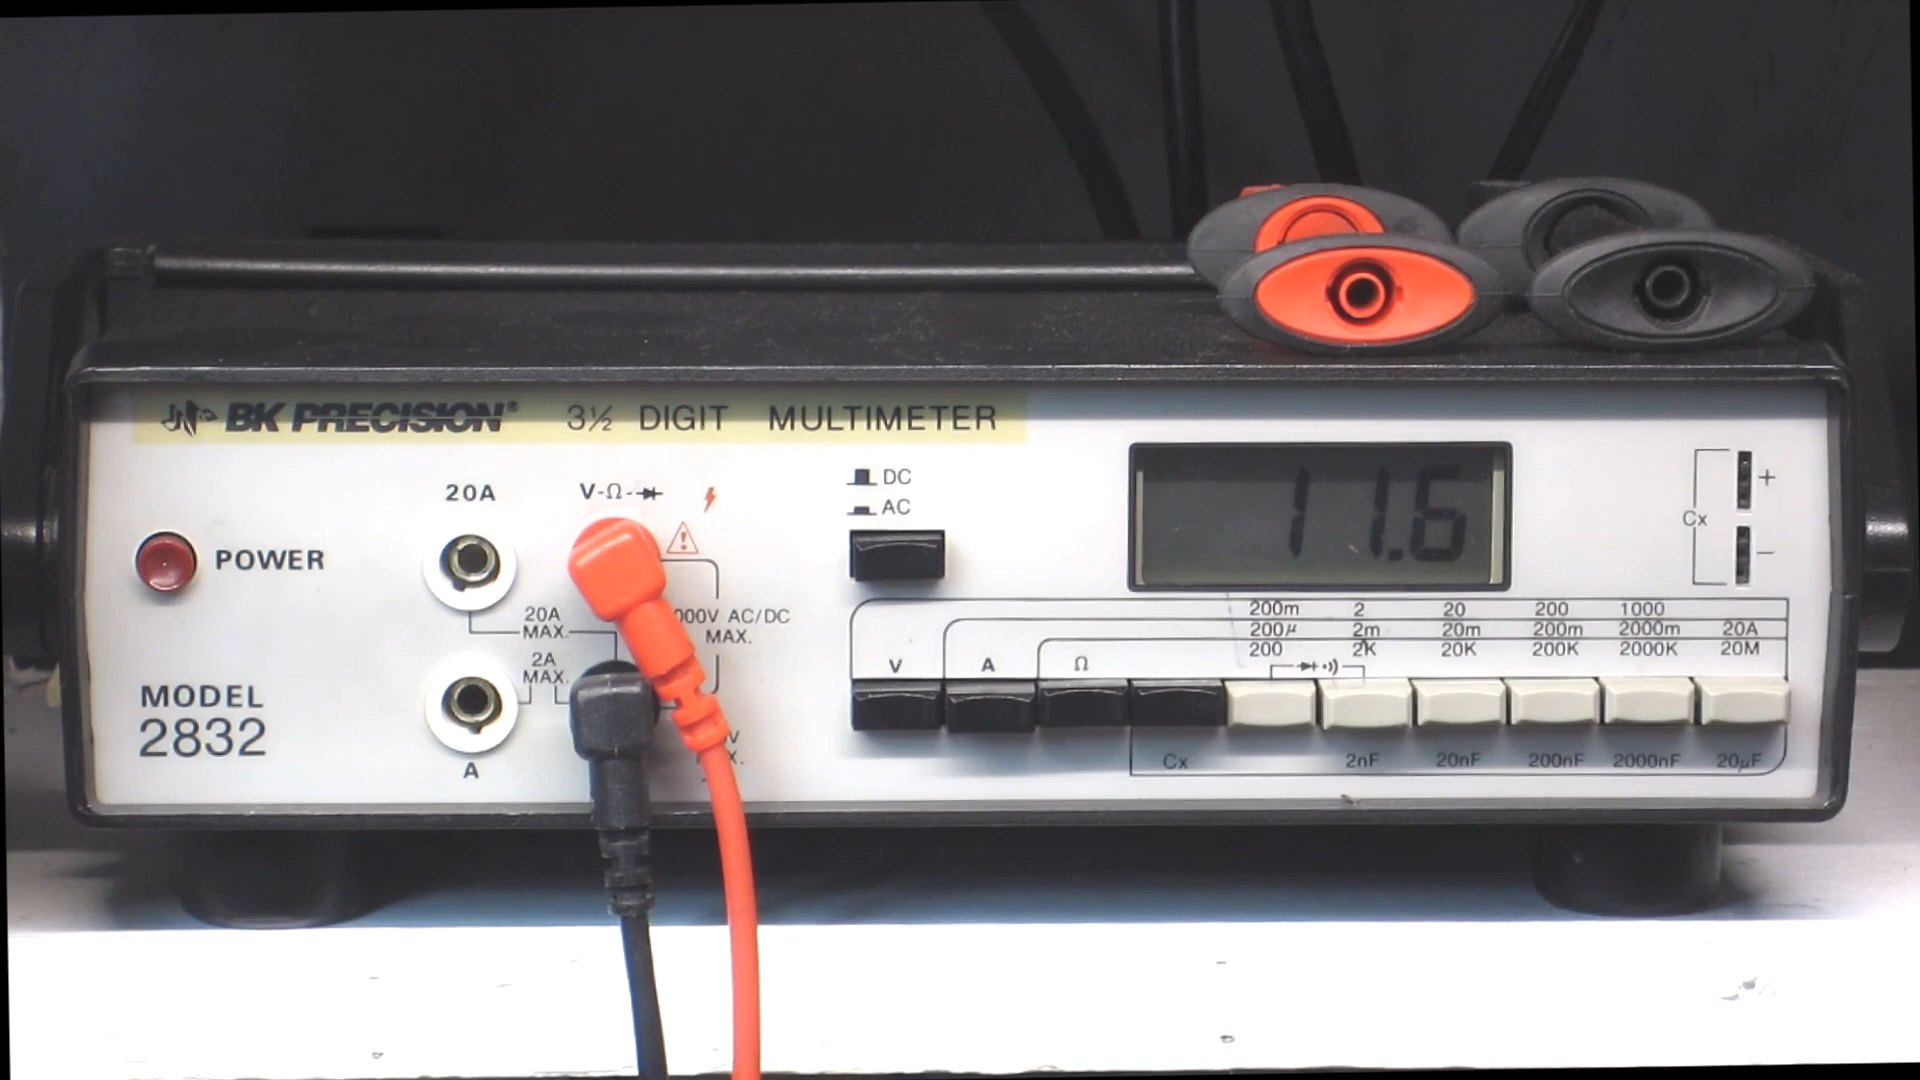 BK PRECISION® 3½ DIGIT MULTIMETER
POWER
MODEL
2832
20A
V-Ω-
20A
MAX.
2A
MAX.
A
000V AC/DC
MAX.
DC
AC
11.6
Cx
+
−
V
A
Ω
200m 2 20 200 1000
200µ 2m 20m 200m 2000m 20A
200 2K 20K 200K 2000K 20M
Cx 2nF 20nF 200nF 2000nF 20µF